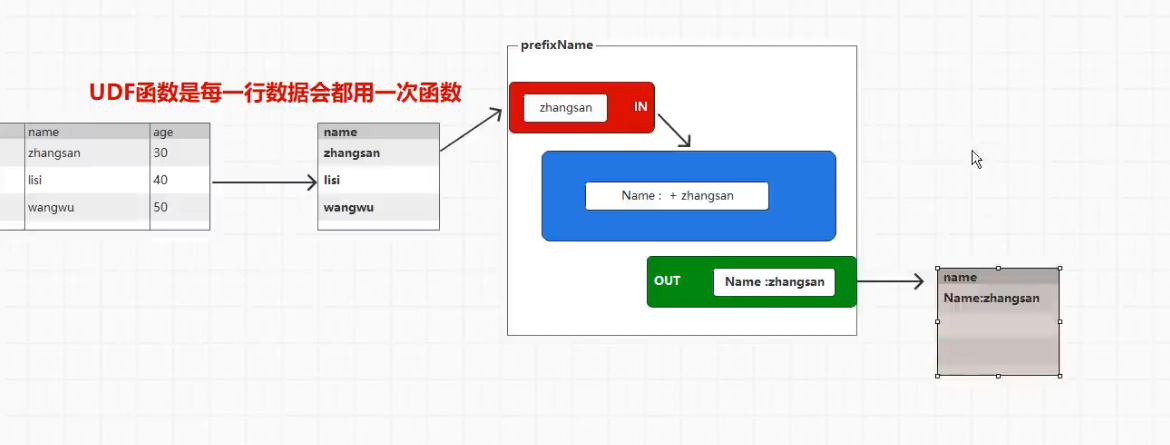 prefixName
UDF函数是每一行数据会都用一次函数
zhangsan IN
name age
zhangsan 30
lisi 40
wangwu 50
name
zhangsan
lisi
wangwu
Name : + zhangsan
OUT Name :zhangsan
name
Name:zhangsan